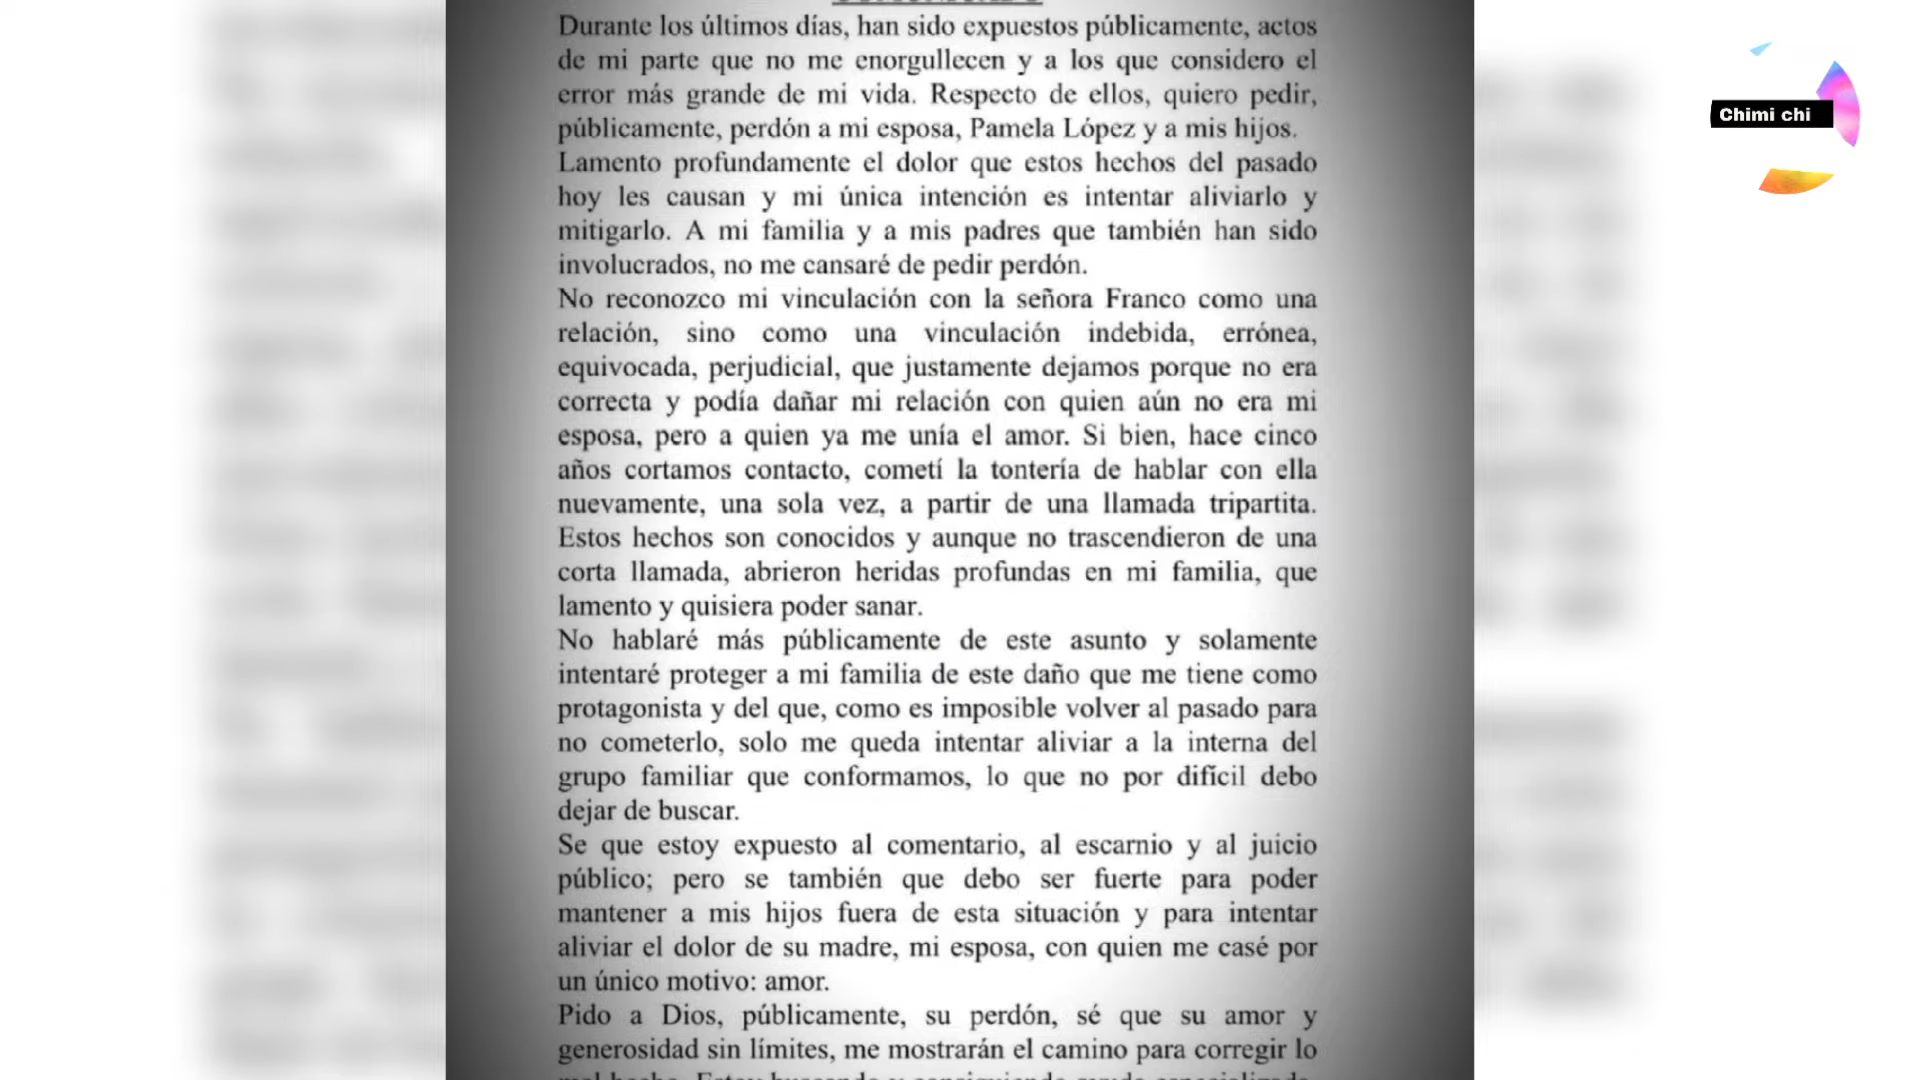 Durante los últimos días, han sido expuestos públicamente, actos
de mi parte que no me enorgullecen y a los que considero el
error más grande de mi vida. Respecto de ellos, quiero pedir,
públicamente, perdón a mi esposa, Pamela López y a mis hijos.
Lamento profundamente el dolor que estos hechos del pasado
hoy les causan y mi única intención es intentar aliviarlo y
mitigarlo. A mi familia y a mis padres que también han sido
involucrados, no me cansaré de pedir perdón.
No reconozco mi vinculación con la señora Franco como una
relación, sino como una vinculación indebida, errónea,
equivocada, perjudicial, que justamente dejamos porque no era
correcta y podía dañar mi relación con quien aún no era mi
esposa, pero a quien ya me unía el amor. Si bien, hace cinco
años cortamos contacto, cometí la tontería de hablar con ella
nuevamente, una sola vez, a partir de una llamada tripartita.
Estos hechos son conocidos y aunque no trascendieron de una
corta llamada, abrieron heridas profundas en mi familia, que
lamento y quisiera poder sanar.
No hablaré más públicamente de este asunto y solamente
intentaré proteger a mi familia de este daño que me tiene como
protagonista y del que, como es imposible volver al pasado para
no cometerlo, solo me queda intentar aliviar a la interna del
grupo familiar que conformamos, lo que no por difícil debo
dejar de buscar.
Se que estoy expuesto al comentario, al escarnio y al juicio
público; pero se también que debo ser fuerte para poder
mantener a mis hijos fuera de esta situación y para intentar
aliviar el dolor de su madre, mi esposa, con quien me casé por
un único motivo: amor.
Pido a Dios, públicamente, su perdón, sé que su amor y
generosidad sin límites, me mostrarán el camino para corregir lo
Chimi chi